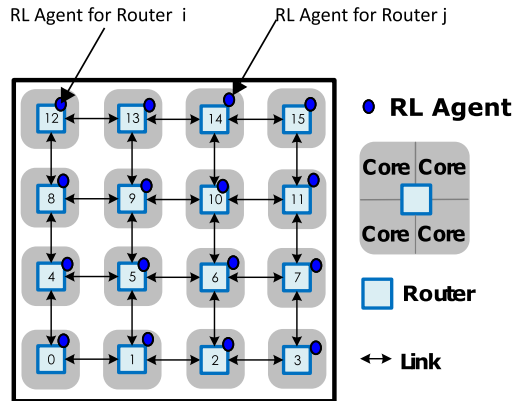 RL Agent for Router i
RL Agent for Router j
12 13 14 15
8 9 10 11
4 5 6 7
0 1 2 3
RL Agent
Core Core
Core Core
Router
Link